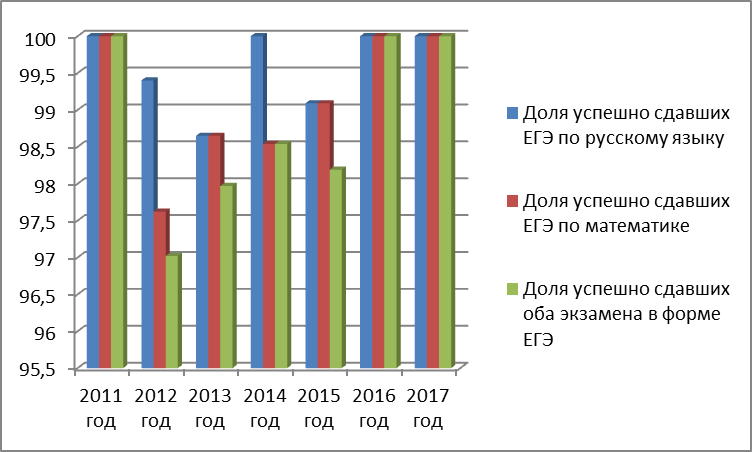 100
99,5
99
98,5
98
97,5
97
96,5
96
95,5
2011 год
2012 год
2013 год
2014 год
2015 год
2016 год
2017 год
Доля успешно сдавших
ЕГЭ по русскому языку
Доля успешно сдавших
ЕГЭ по математике
Доля успешно сдавших
оба экзамена в форме
ЕГЭ